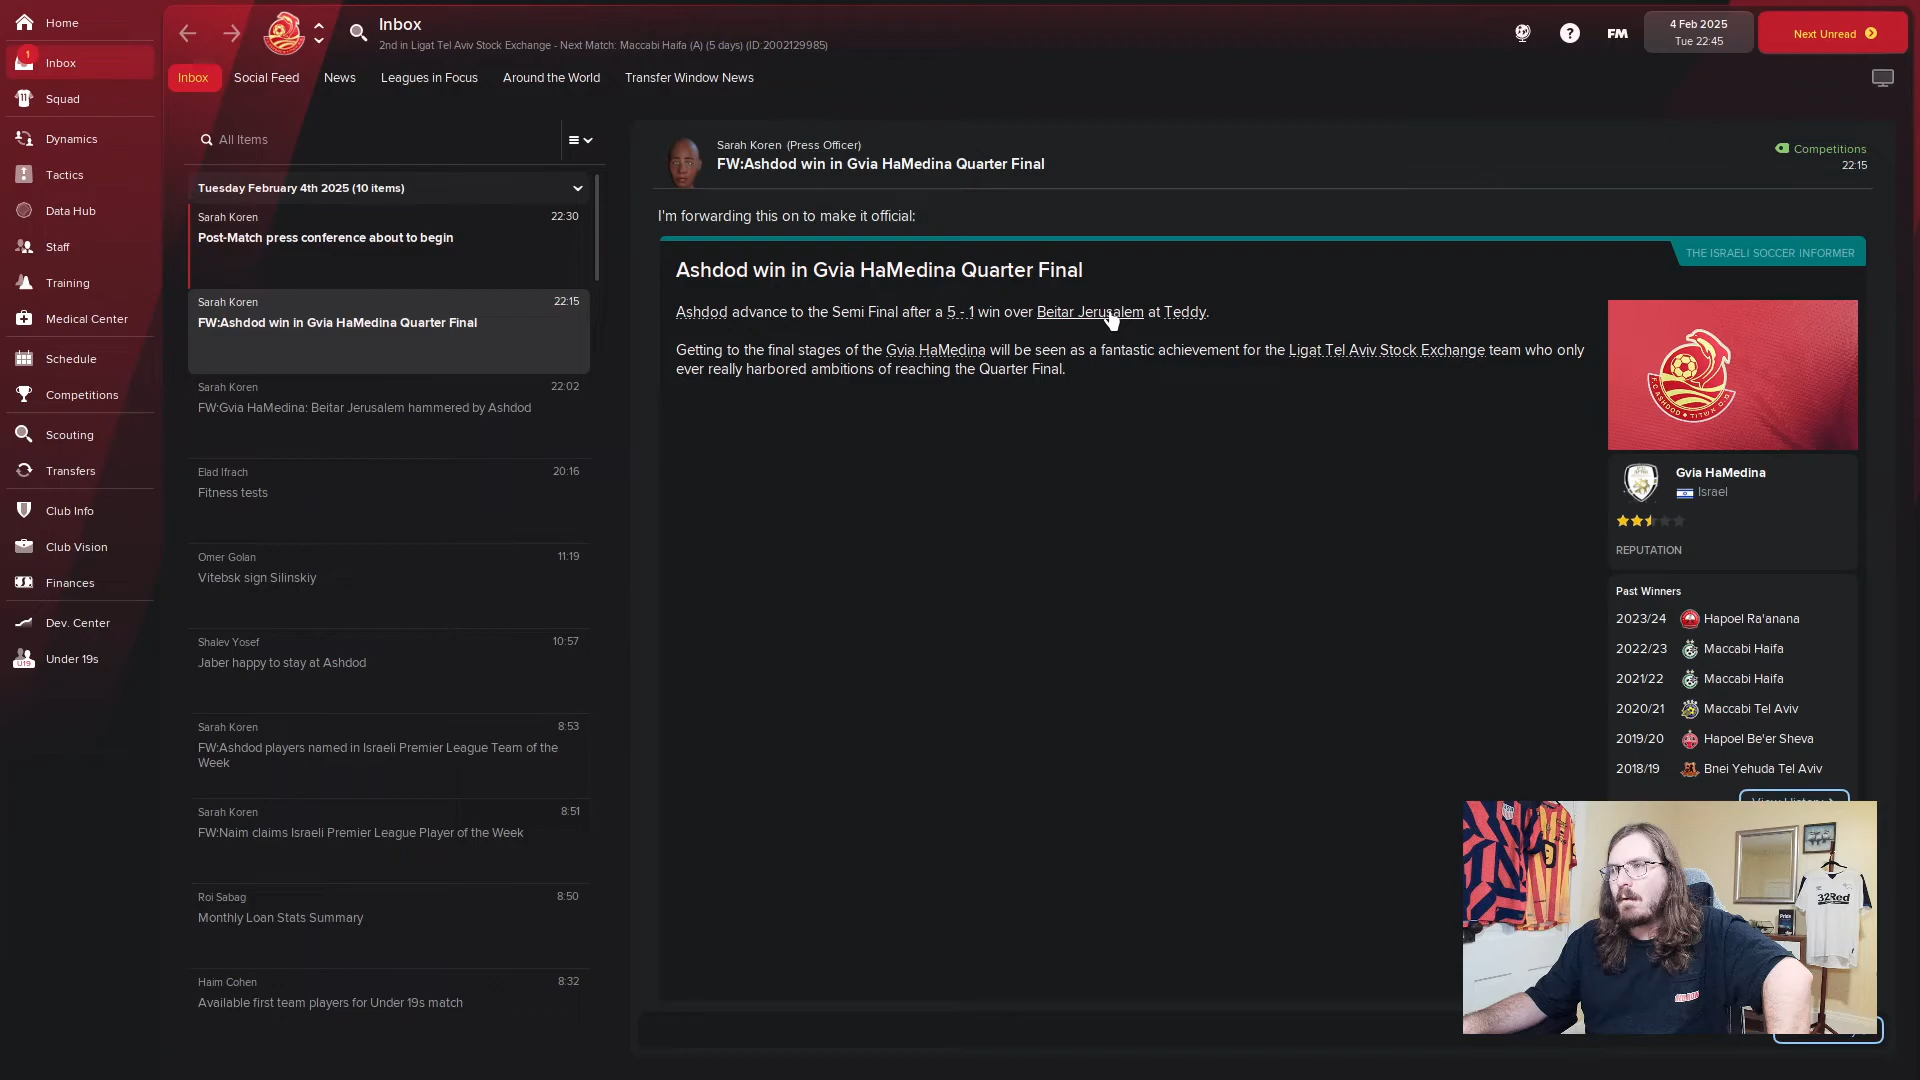 Home
Inbox
1
Squad
Dynamics
Tactics
Data Hub
Staff
Training
Medical Center
Schedule
Competitions
Scouting
Transfers
Club Info
Club Vision
Finances
Dev. Center
Under 19s
U19
Inbox
2nd in Ligat Tel Aviv Stock Exchange - Next Match: Maccabi Haifa (A) (5 days) (ID:2002129985)
FM
4 Feb 2025
Tue 22:45
Next Unread
Inbox
Social Feed
News
Leagues in Focus
Around the World
Transfer Window News
All Items
Tuesday February 4th 2025 (10 items)
Sarah Koren 22:30
Post-Match press conference about to begin
Sarah Koren 22:15
FW:Ashdod win in Gvia HaMedina Quarter Final
Sarah Koren 22:02
FW:Gvia HaMedina: Beitar Jerusalem hammered by Ashdod
Elad Ifrach 20:16
Fitness tests
Omer Golan 11:19
Vitebsk sign Silinskiy
Shalev Yosef 10:57
Jaber happy to stay at Ashdod
Sarah Koren 8:53
FW:Ashdod players named in Israeli Premier League Team of the
Week
Sarah Koren 8:51
FW:Naim claims Israeli Premier League Player of the Week
Roi Sabag 8:50
Monthly Loan Stats Summary
Haim Cohen 8:32
Available first team players for Under 19s match
Sarah Koren (Press Officer)
FW:Ashdod win in Gvia HaMedina Quarter Final
Competitions
22:15
I'm forwarding this on to make it official:
THE ISRAELI SOCCER INFORMER
Ashdod win in Gvia HaMedina Quarter Final
Ashdod advance to the Semi Final after a 5 - 1 win over Beitar Jerusalem at Teddy.
Getting to the final stages of the Gvia HaMedina will be seen as a fantastic achievement for the Ligat Tel Aviv Stock Exchange team who only
ever really harbored ambitions of reaching the Quarter Final.
Gvia HaMedina
Israel
REPUTATION
Past Winners
2023/24 Hapoel Ra'anana
2022/23 Maccabi Haifa
2021/22 Maccabi Haifa
2020/21 Maccabi Tel Aviv
2019/20 Hapoel Be'er Sheva
2018/19 Bnei Yehuda Tel Aviv
32Red